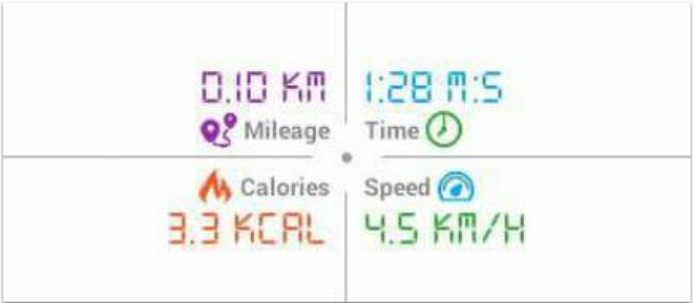 0.10 KM
Mileage
1:28 M:S
Time
Calories
3.3 KCAL
Speed
4.5 KM/H